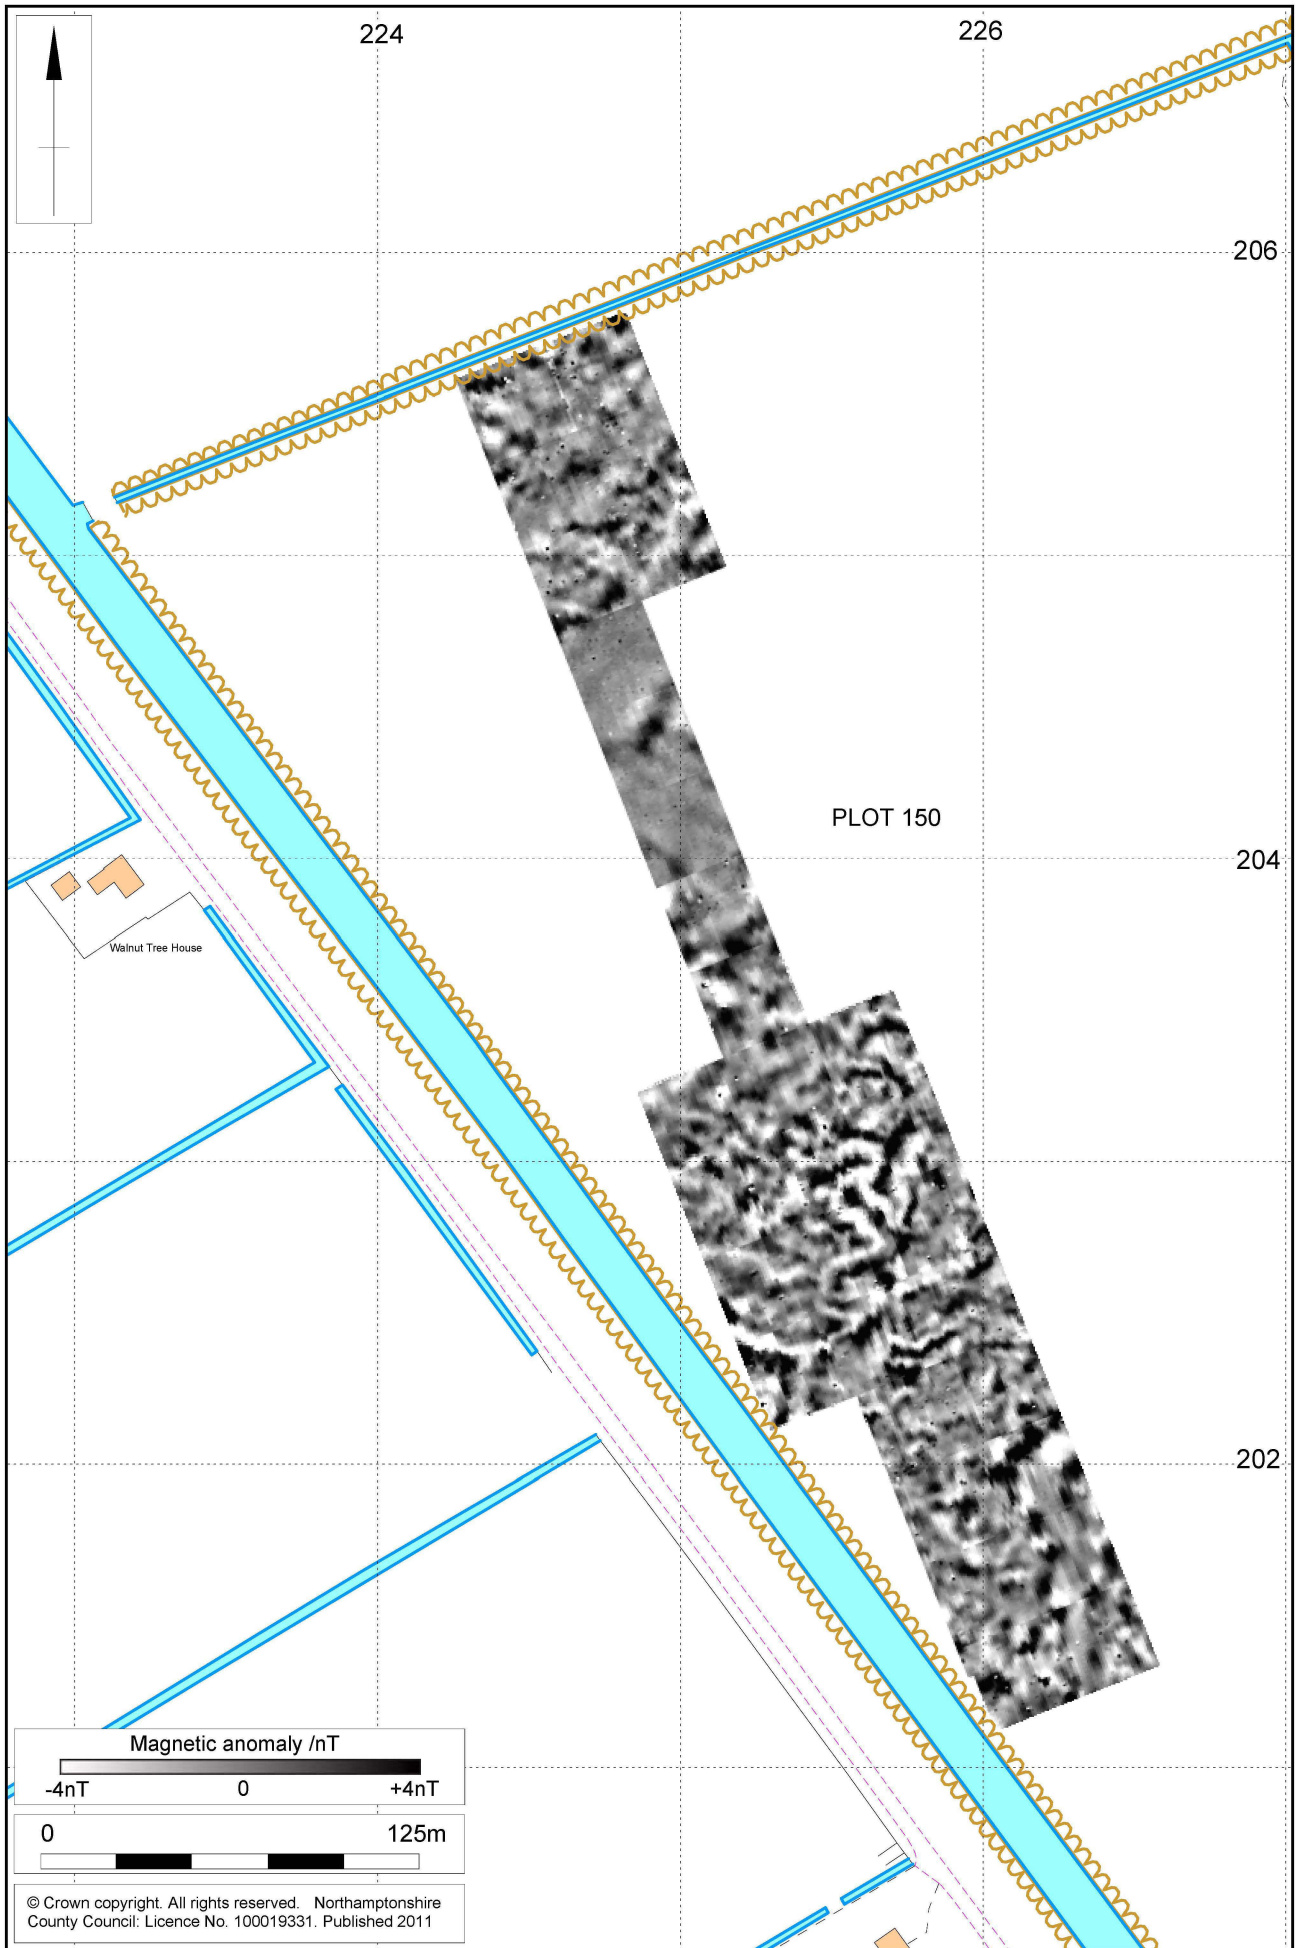 224
226
206
PLOT 150
204
Walnut Tree House
202
Magnetic anomaly /nT
-4nT 0 +4nT
0 125m
© Crown copyright. All rights reserved. Northamptonshire
County Council: Licence No. 100019331. Published 2011